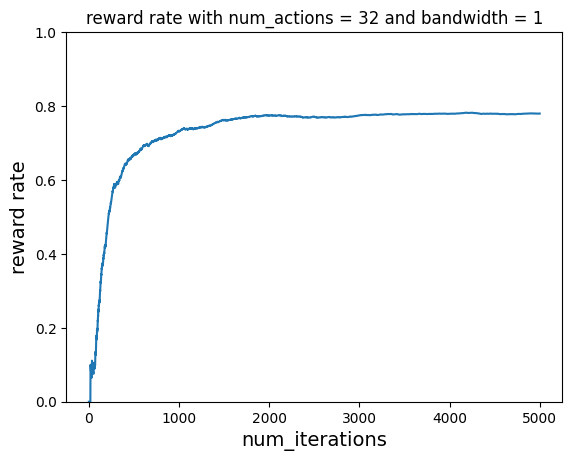 reward rate with num_actions = 32 and bandwidth = 1
1.0
0.8
0.6
0.4
0.2
0.0
reward rate
0 1000 2000 3000 4000 5000
num_iterations